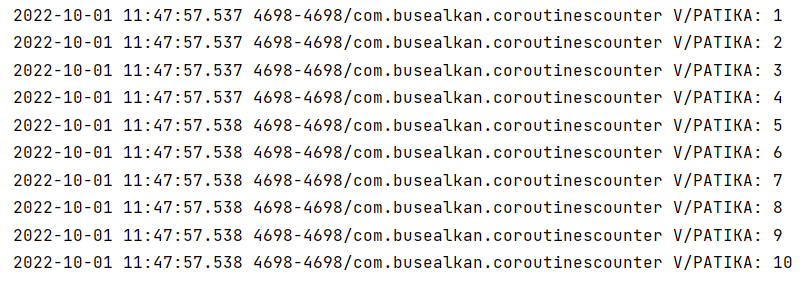 2022-10-01 11:47:57.537 4698-4698/com.busealkan.coroutinescounter V/PATIKA: 1
2022-10-01 11:47:57.537 4698-4698/com.busealkan.coroutinescounter V/PATIKA: 2
2022-10-01 11:47:57.537 4698-4698/com.busealkan.coroutinescounter V/PATIKA: 3
2022-10-01 11:47:57.537 4698-4698/com.busealkan.coroutinescounter V/PATIKA: 4
2022-10-01 11:47:57.538 4698-4698/com.busealkan.coroutinescounter V/PATIKA: 5
2022-10-01 11:47:57.538 4698-4698/com.busealkan.coroutinescounter V/PATIKA: 6
2022-10-01 11:47:57.538 4698-4698/com.busealkan.coroutinescounter V/PATIKA: 7
2022-10-01 11:47:57.538 4698-4698/com.busealkan.coroutinescounter V/PATIKA: 8
2022-10-01 11:47:57.538 4698-4698/com.busealkan.coroutinescounter V/PATIKA: 9
2022-10-01 11:47:57.538 4698-4698/com.busealkan.coroutinescounter V/PATIKA: 10